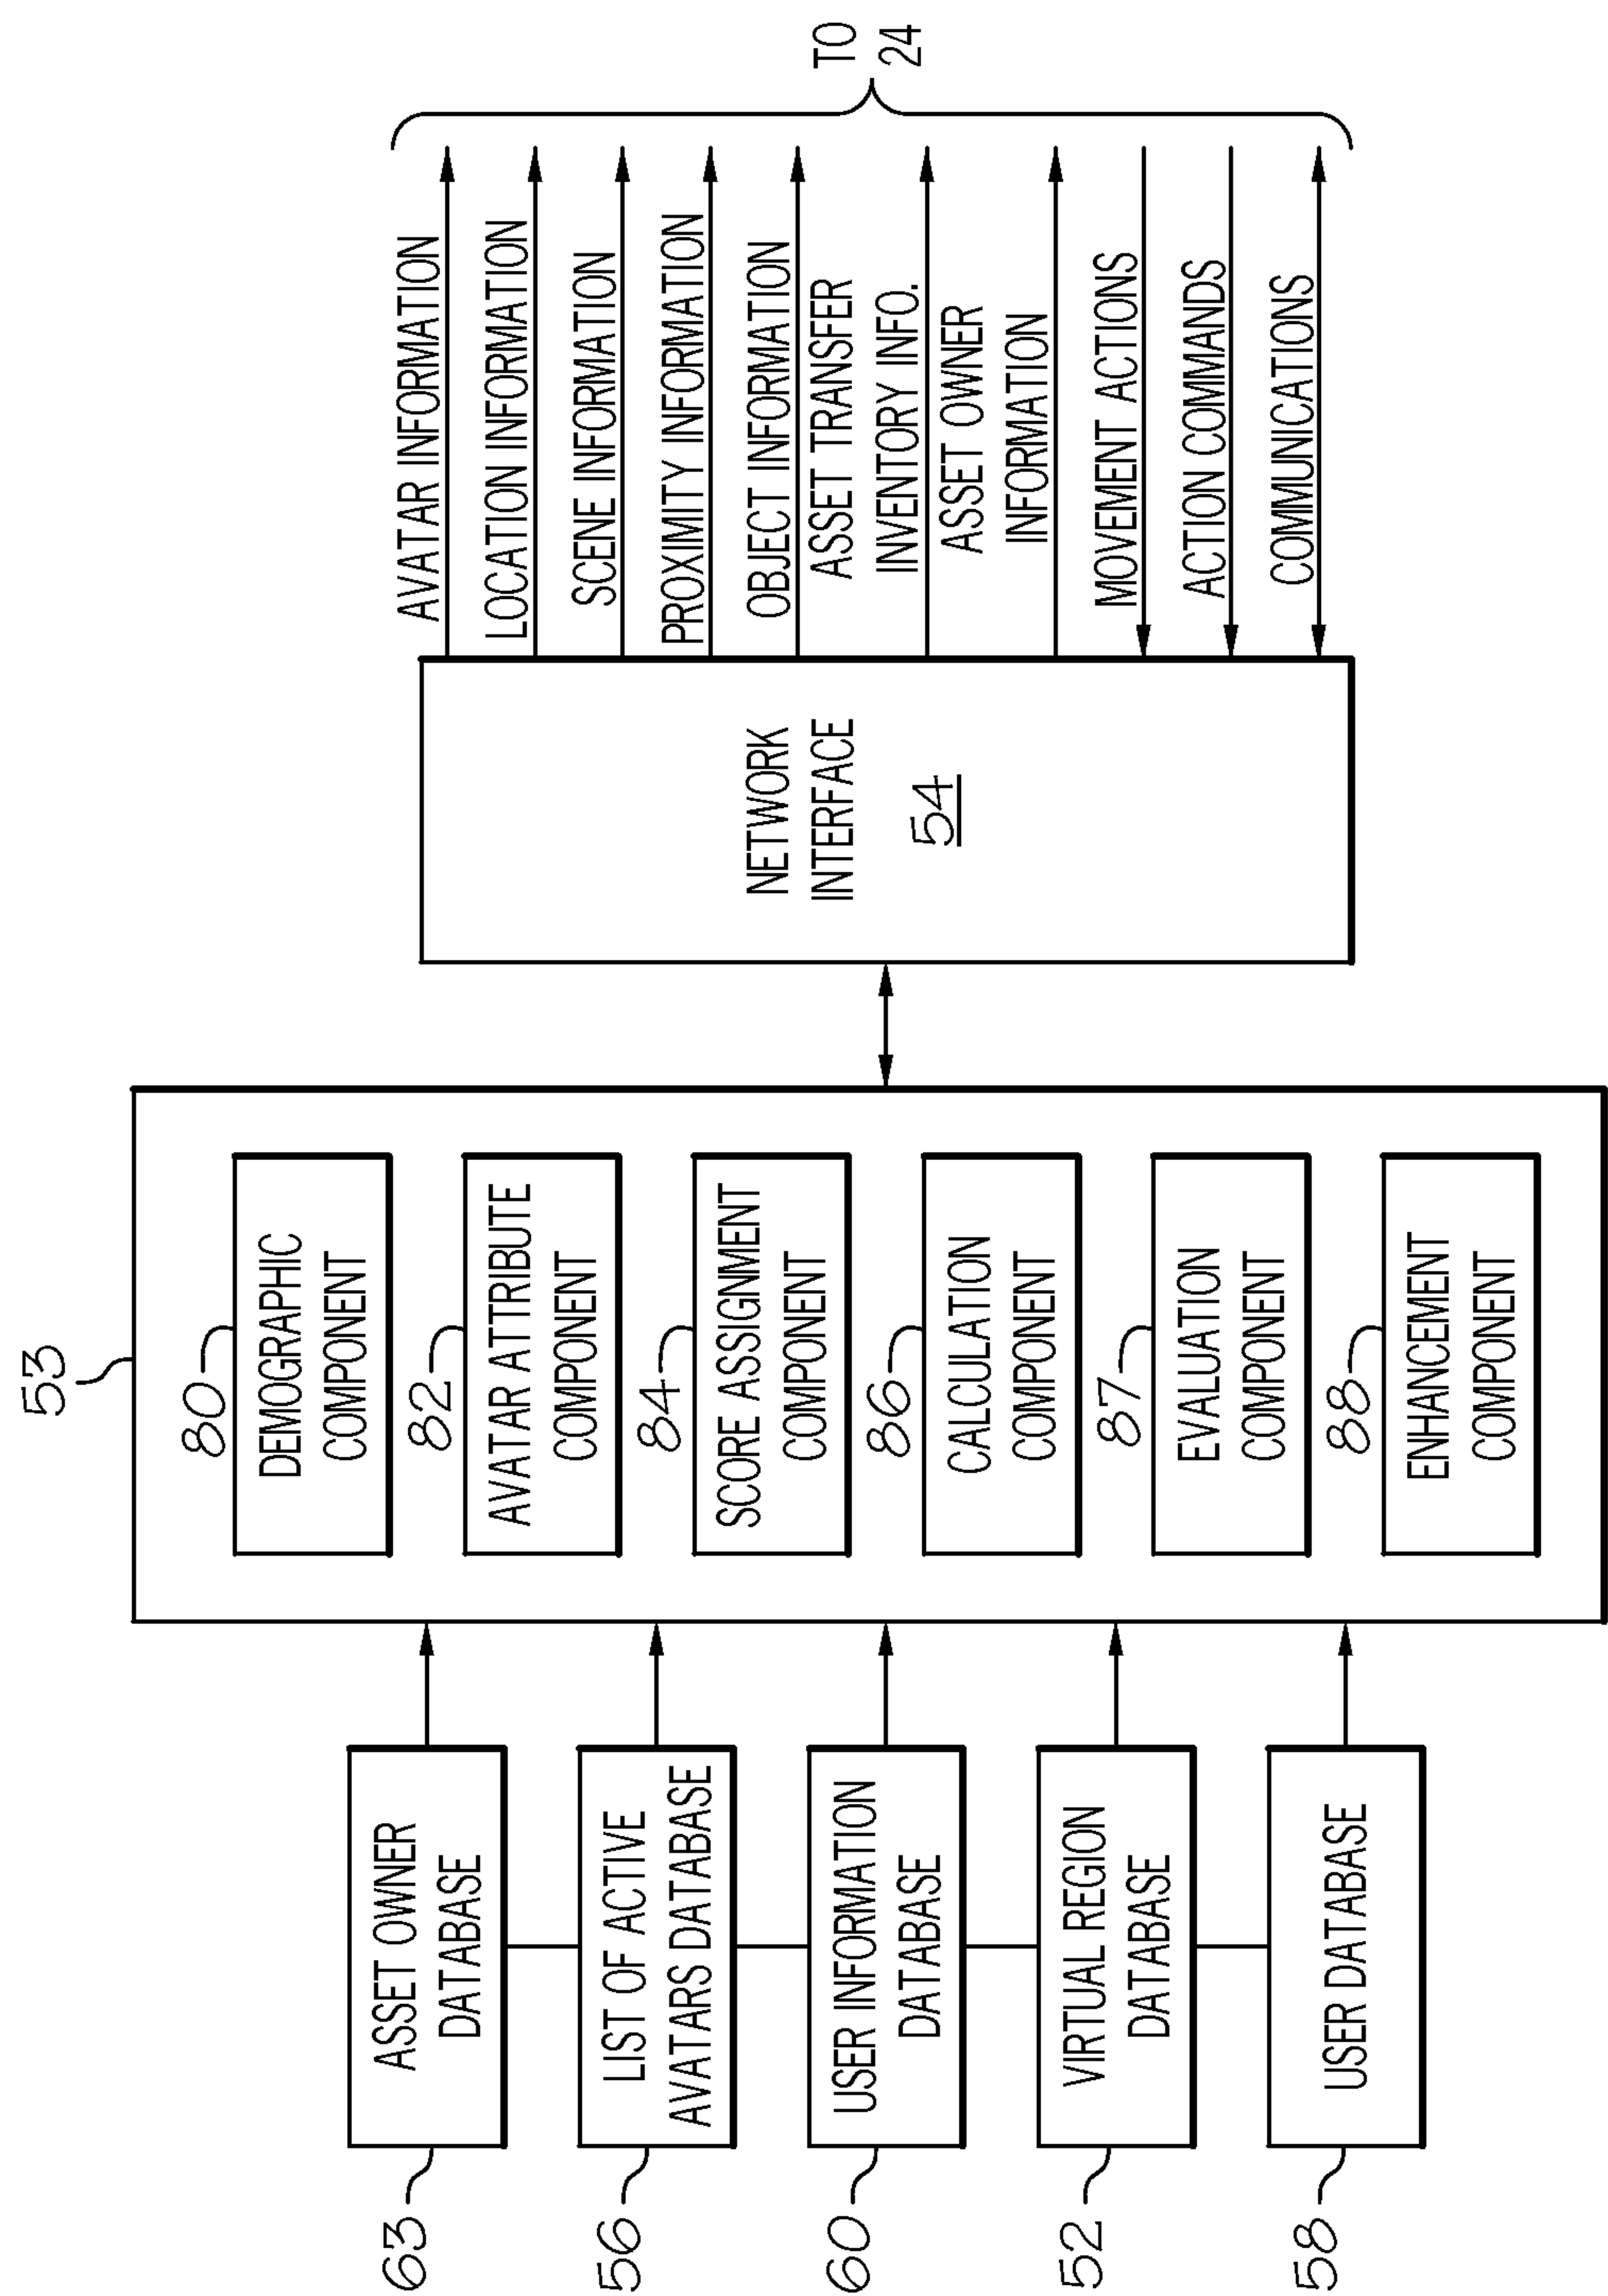 63
ASSET OWNER
DATABASE
56
LIST OF ACTIVE
AVATARS DATABASE
60
USER INFORMATION
DATABASE
52
VIRTUAL REGION
DATABASE
58
USER DATABASE
53
80
DEMOGRAPHIC
COMPONENT
82
AVATAR ATTRIBUTE
COMPONENT
84
SCORE ASSIGNMENT
COMPONENT
86
CALCULATION
COMPONENT
87
EVALUATION
COMPONENT
88
ENHANCEMENT
COMPONENT
NETWORK
INTERFACE
54
AVATAR INFORMATION
LOCATION INFORMATION
SCENE INFORMATION
PROXIMITY INFORMATION
OBJECT INFORMATION
ASSET TRANSFER
INVENTORY INFO.
ASSET OWNER
INFORMATION
MOVEMENT ACTIONS
ACTION COMMANDS
COMMUNICATIONS
TO
24